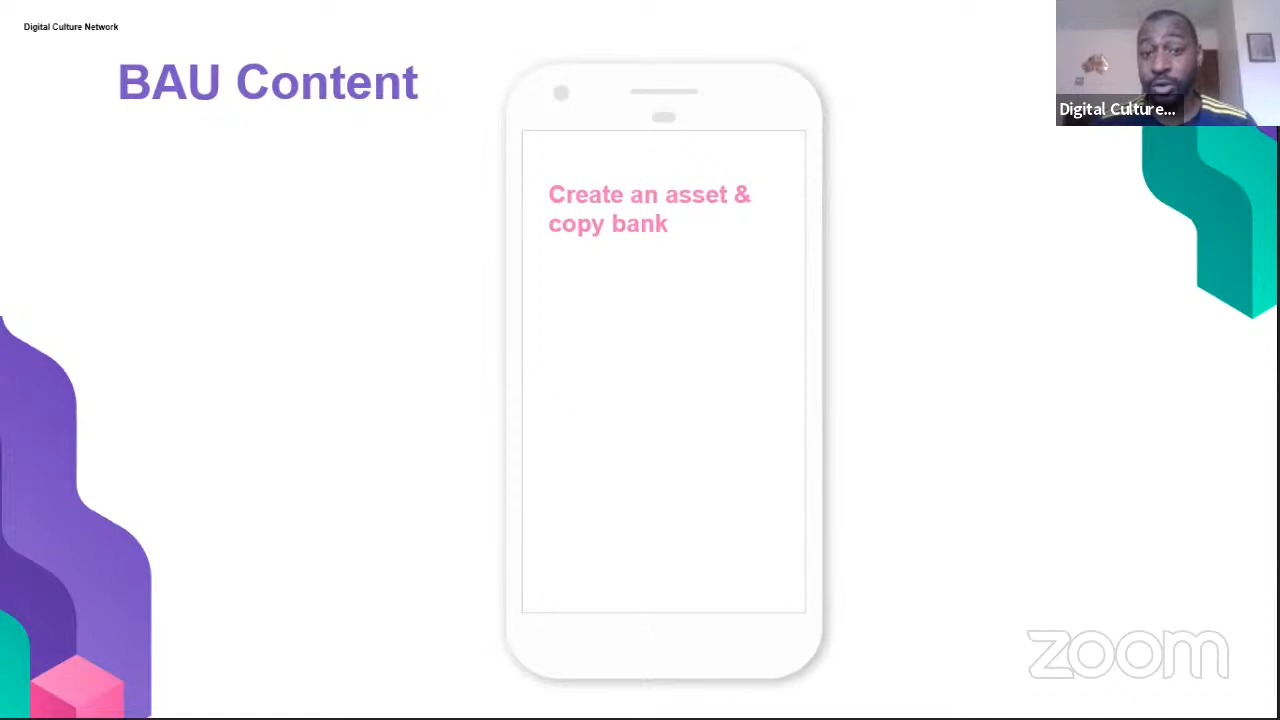 Digital Culture Network
BAU Content
Create an asset &
copy bank
Digital Culture...
zoom